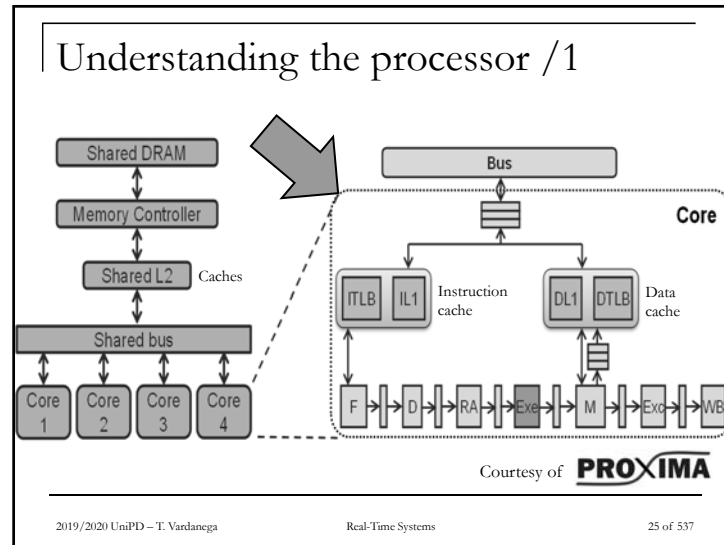 Understanding the processor /1
Shared DRAM
Memory Controller
Shared L2
Caches
Shared bus
Core
1
Core
2
Core
3
Core
4
Bus
Core
ITLB
IL1
Instruction
cache
DL1
DTLB
Data
cache
F
D
RA
Exe
M
Exc
WB
Courtesy of PROXIMA
2019/2020 UniPD – T. Vardanega
Real-Time Systems
25 of 537